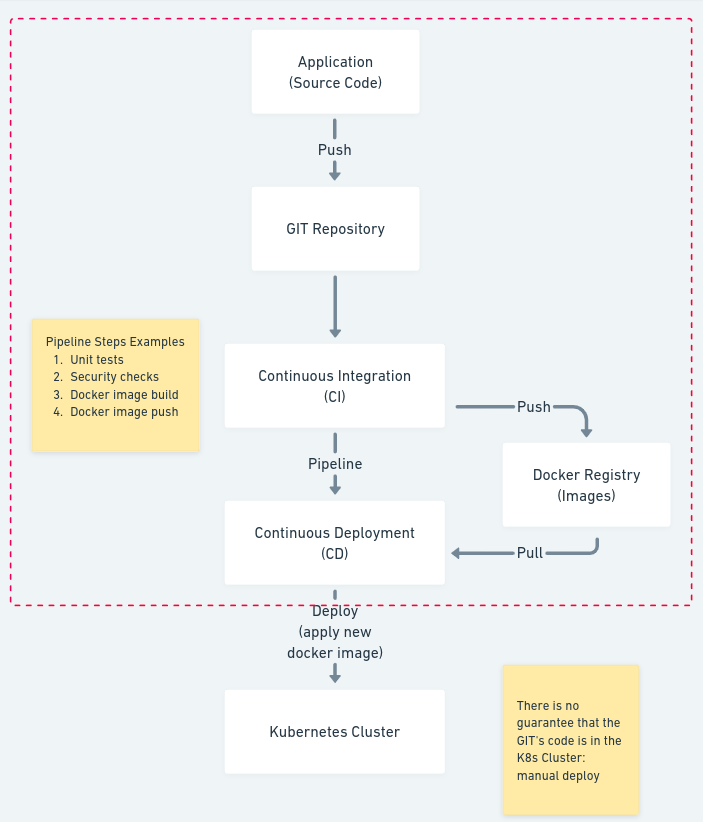 Application
(Source Code)
Push
GIT Repository
Pipeline Steps Examples
1. Unit tests
2. Security checks
3. Docker image build
4. Docker image push
Continuous Integration
(CI)
Push
Pipeline
Docker Registry
(Images)
Continuous Deployment
(CD)
Pull
Deploy
(apply new
docker image)
Kubernetes Cluster
There is no
guarantee that the
GIT's code is in the
K8s Cluster:
manual deploy